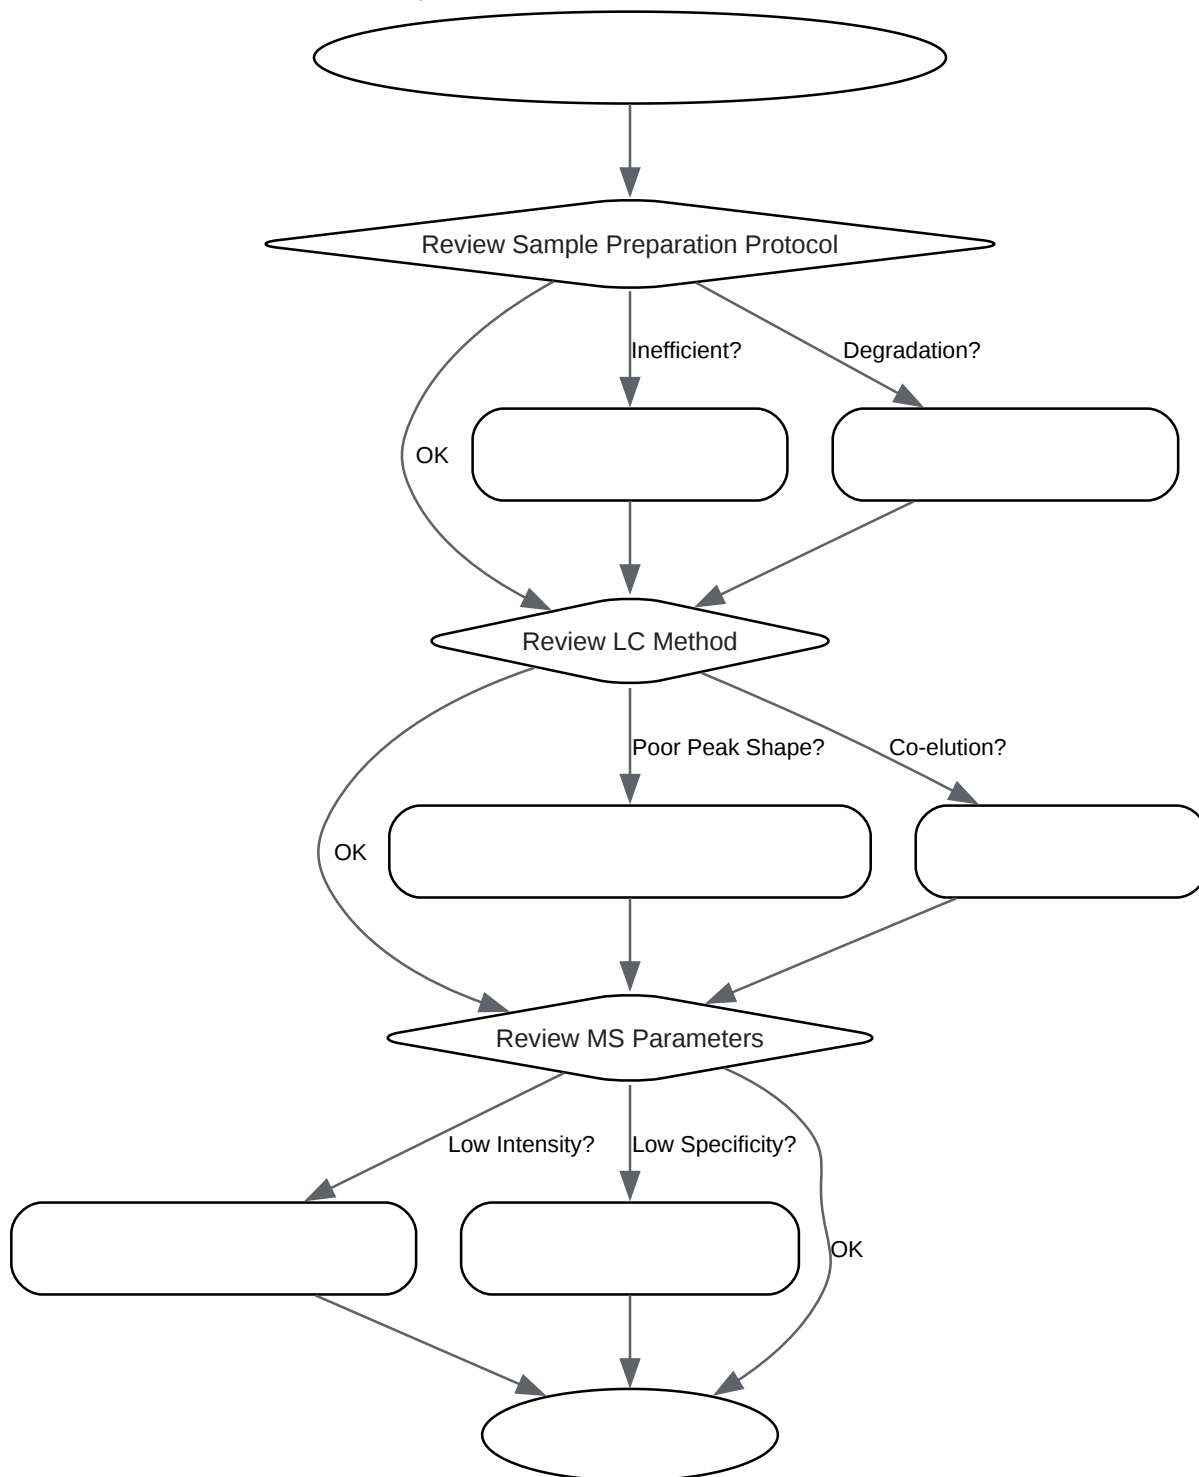 Review Sample Preparation Protocol
Inefficient?
Degradation?
OK
Review LC Method
Poor Peak Shape?
Co-elution?
OK
Review MS Parameters
Low Intensity?
Low Specificity?
OK